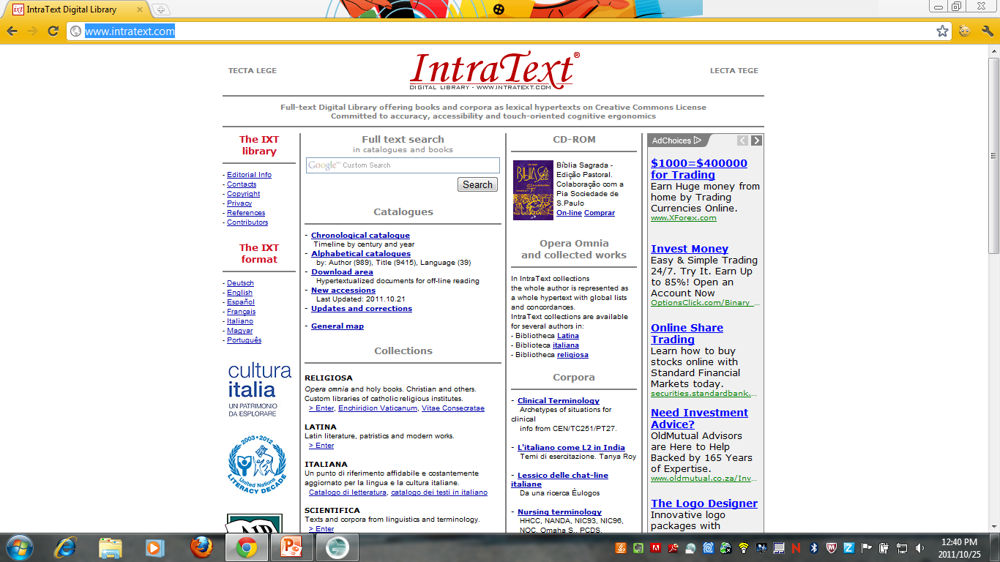 IntraText Digital Library
www.intratext.com
TECTA LEGE
IntraText®
DIGITAL LIBRARY - WWW.INTRATEXT.COM
LECTA TEGE
Full-text Digital Library offering books and corpora as lexical hypertexts on Creative Commons License
Committed to accuracy, accessibility and touch-oriented cognitive ergonomics
The IXT
library
- Editorial Info
- Contacts
- Copyright
- Privacy
- References
- Contributors
The IXT
format
- Deutsch
- English
- Español
- Français
- Italiano
- Magyar
- Português
cultura
italia
UN PATRIMONIO
DA ESPLORARE
2003•2012
United Nations
LITERACY DECADE
AIB
Full text search
in catalogues and books
Google™ Custom Search
Search
Catalogues
- Chronological catalogue
Timeline by century and year
- Alphabetical catalogues
by: Author (989), Title (9415), Language (39)
- Download area
Hypertextualized documents for off-line reading
- New accessions
Last Updated: 2011.10.21
- Updates and corrections
- General map
Collections
RELIGIOSA
Opera omnia and holy books. Christian and others.
Custom libraries of catholic religious institutes.
> Enter, Enchiridion Vaticanum, Vitae Consecratae
LATINA
Latin literature, patristics and modern works.
> Enter
ITALIANA
Un punto di riferimento affidabile e costantemente
aggiornato per la lingua e la cultura italiane.
Catalogo di letteratura, catalogo dei testi in italiano
SCIENTIFICA
Texts and corpora from linguistics and terminology.
> Enter
CD-ROM
Bíblia Sagrada -
Edição Pastoral.
Colaboração com a
Pia Sociedade de
S.Paulo
On-line Comprar
Opera Omnia
and collected works
In IntraText collections
the whole author is represented as
a whole hypertext with global lists
and concordances.
IntraText collections are available
for several authors in:
- Bibliotheca Latina
- Biblioteca italiana
- Bibliotheca religiosa
Corpora
- Clinical Terminology
Archetypes of situations for
clinical
info from CEN/TC251/PT27.
- L'italiano come L2 in India
Temi di esercitazione. Tanya Roy
- Lessico delle chat-line
italiane
Da una ricerca Èulogos
- Nursing terminology
HHCC, NANDA, NIC93, NIC96,
NOC, Omaha S., PCDS,
AdChoices
$1000=$400000
for Trading
Earn Huge money from
home by Trading
Currencies Online.
www.XForex.com
Invest Money
Easy & Simple Trading
24/7. Try It. Earn Up
to 85%! Open an
Account Now
OptionsClick.com/Binary_...
Online Share
Trading
Learn how to buy
stocks online with
Standard Financial
Markets today.
securities.standardbank....
Need Investment
Advice?
OldMutual Advisors
are Here to Help
Backed by 165 Years
of Expertise.
www.oldmutual.co.za/Inv...
The Logo Designer
Innovative logo
packages with
12:40 PM
2011/10/25